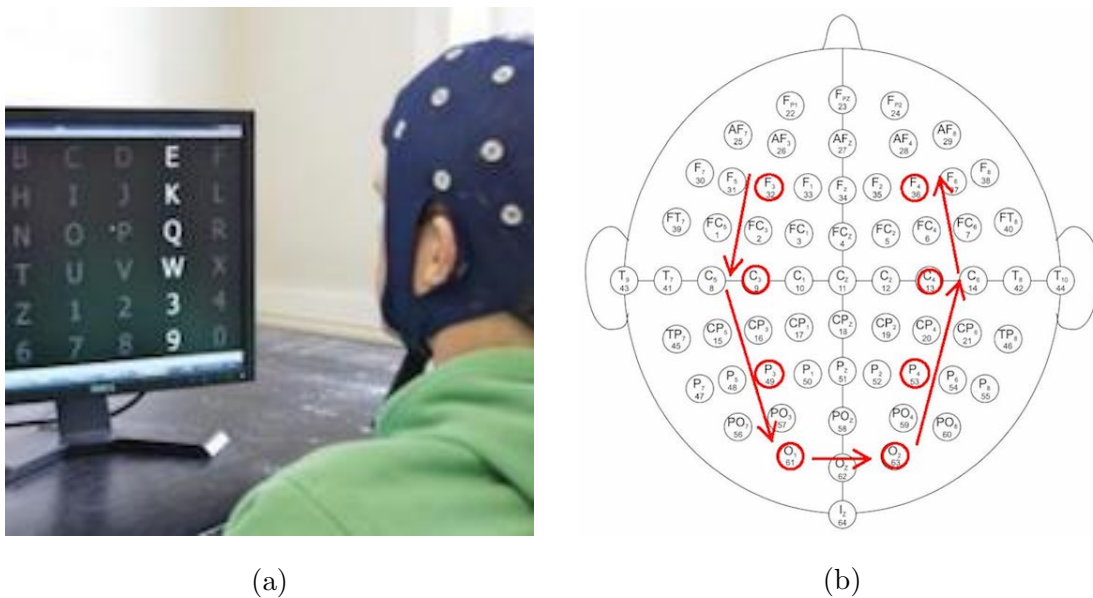 B C D E F
H I J K L
N O P Q R
T U V W X
Z 1 2 3 4
6 7 8 9 0
(a)
FP1 FPZ FP2
22 23 24
AF7 AF3 AFZ AF4 AF8
25 26 27 28 29
F7 F5 F3 F1 FZ F2 F4 F6 F8
30 31 32 33 34 35 36 37 38
FT7 FC5 FC3 FC1 FCZ FC2 FC4 FC6 FT8
39 1 2 3 4 5 6 7 40
T9 T7 C5 C3 C1 CZ C2 C4 C6 T8 T10
43 41 8 9 10 11 12 13 14 42 44
TP7 CP5 CP3 CP1 CPZ CP2 CP4 CP6 TP8
45 15 16 17 18 19 20 21 46
P7 P5 P3 P1 PZ P2 P4 P6 P8
47 48 49 50 51 52 53 54 55
PO7 PO3 POZ PO4 PO8
56 57 58 59 60
O1 OZ O2
61 62 63
IZ
64
(b)